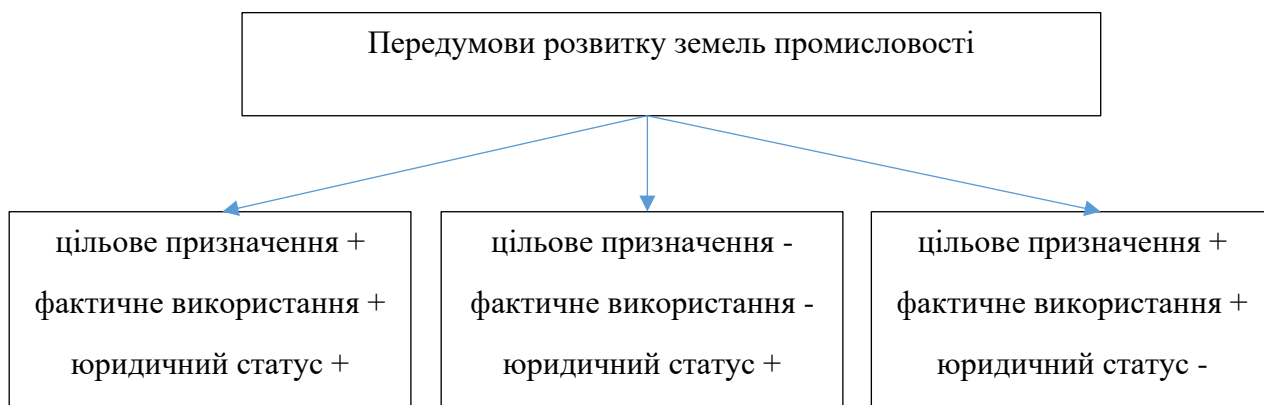 Передумови розвитку земель промисловості
цільове призначення +
фактичне використання +
юридичний статус +
цільове призначення -
фактичне використання -
юридичний статус +
цільове призначення +
фактичне використання +
юридичний статус -